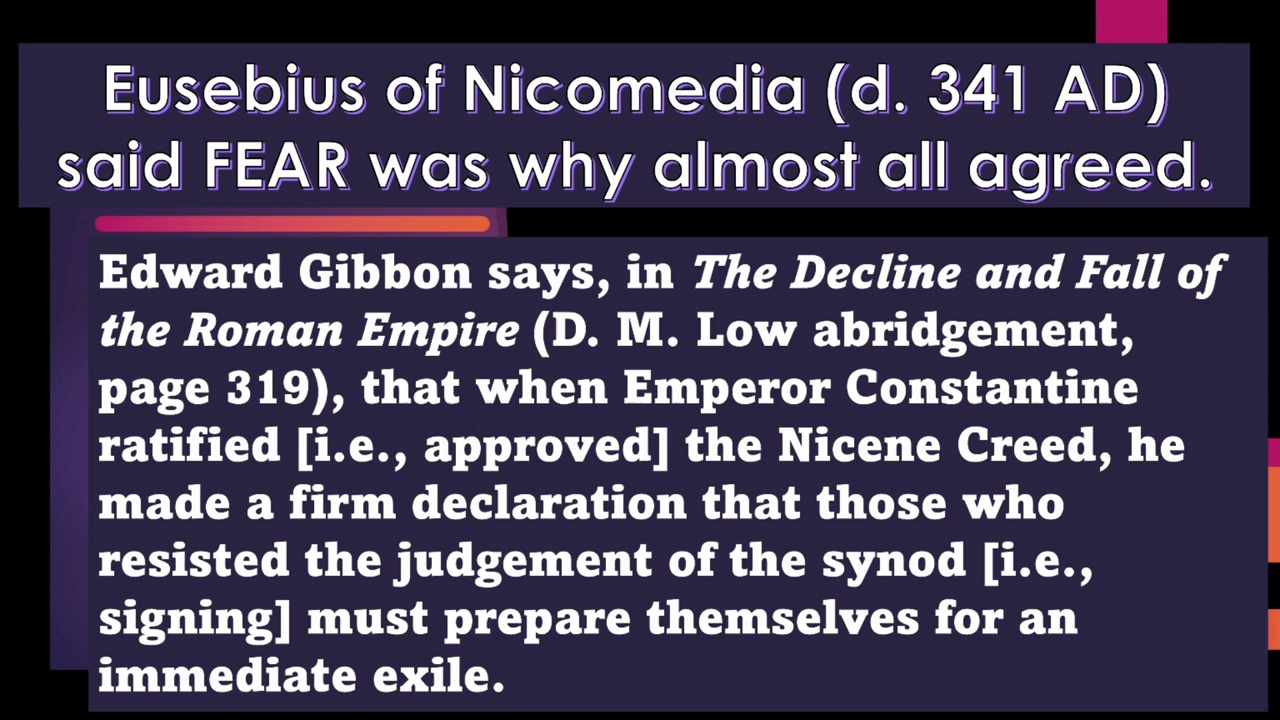 Eusebius of Nicomedia (d. 341 AD)
said FEAR was why almost all agreed.
Edward Gibbon says, in The Decline and Fall of
the Roman Empire (D. M. Low abridgement,
page 319), that when Emperor Constantine
ratified [i.e., approved] the Nicene Creed, he
made a firm declaration that those who
resisted the judgement of the synod [i.e.,
signing] must prepare themselves for an
immediate exile.